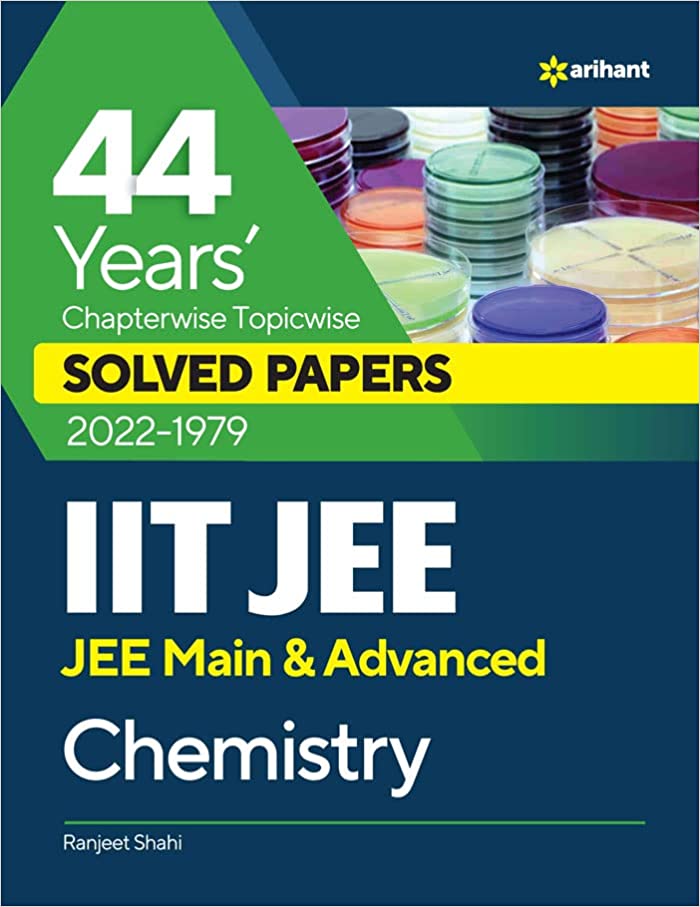 arihant
44
Years'
Chapterwise Topicwise
SOLVED PAPERS
2022-1979
IIT JEE
JEE Main & Advanced
Chemistry
Ranjeet Shahi